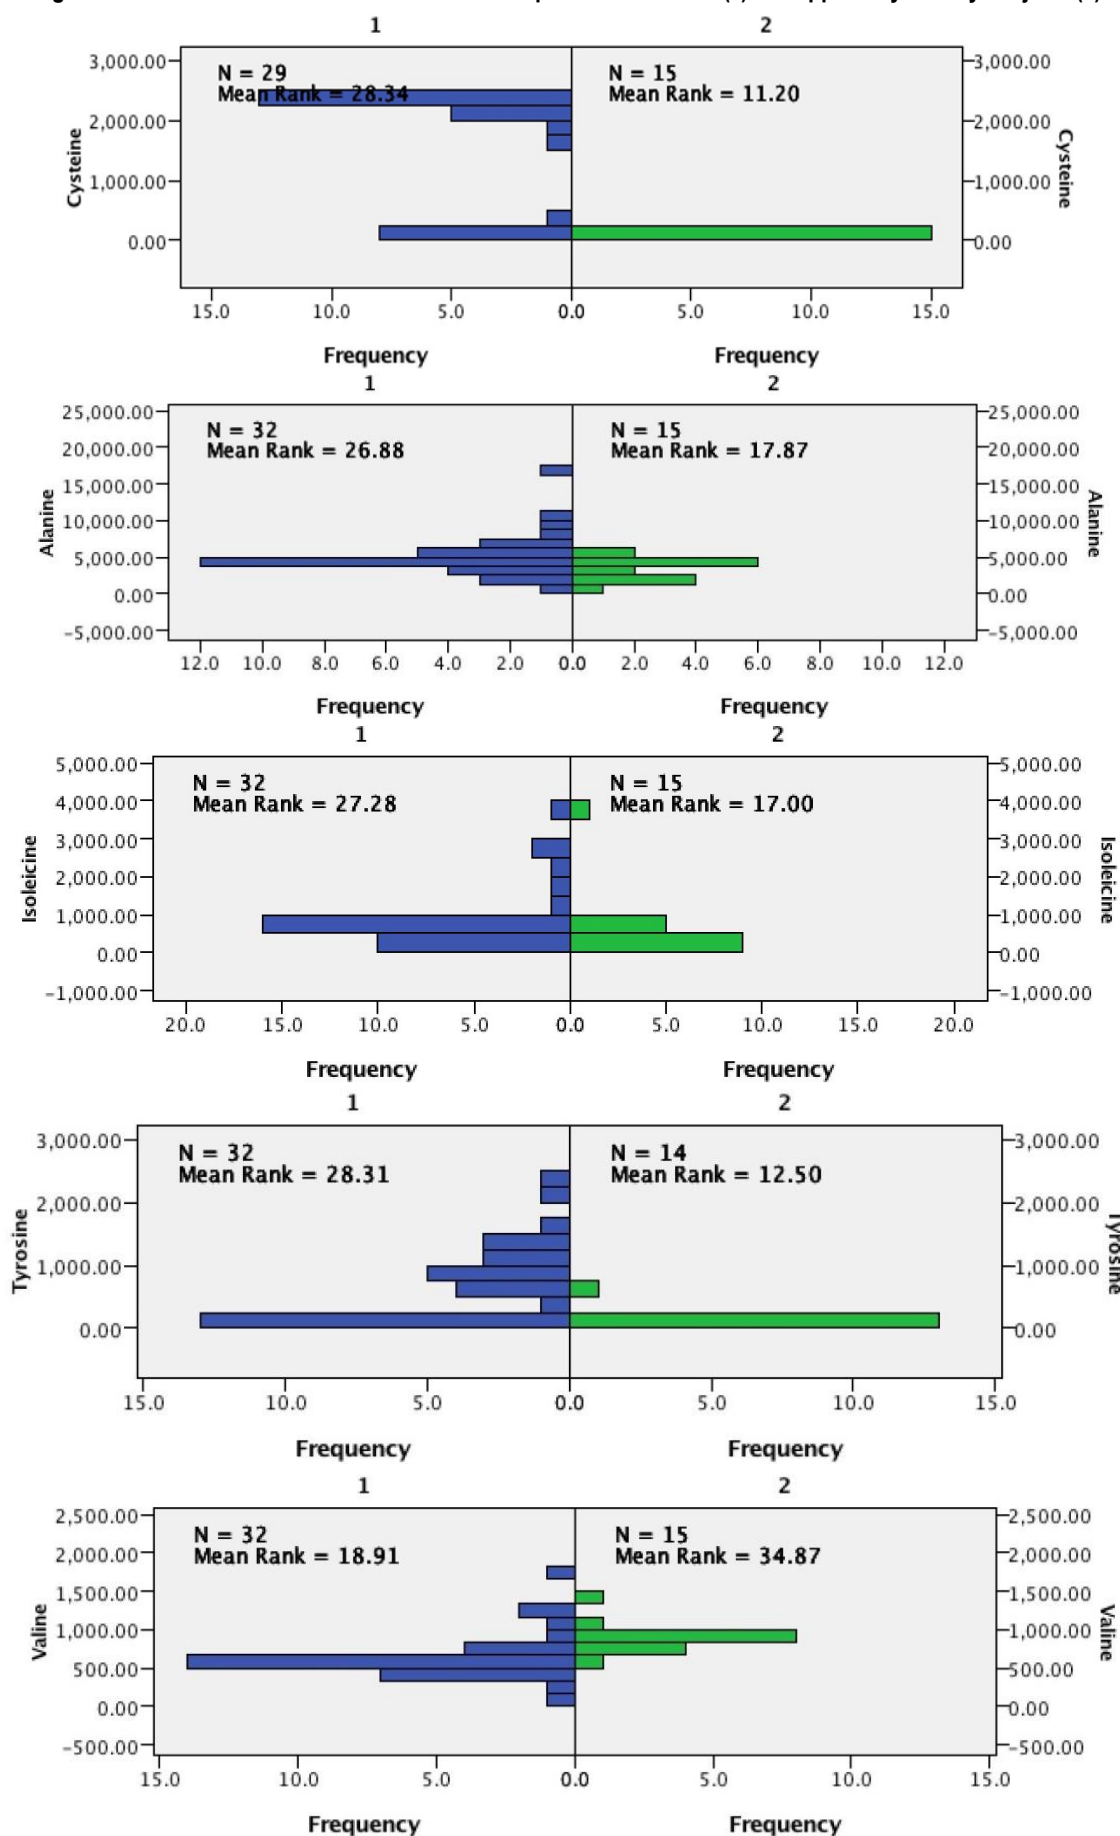 1 2
3,000.00 N = 29 N = 15 3,000.00
Mean Rank = 28.34 Mean Rank = 11.20
2,000.00 2,000.00
Cysteine Cysteine
1,000.00 1,000.00
0.00 0.00
15.0 10.0 5.0 0.0 5.0 10.0 15.0
Frequency Frequency
1 2
25,000.00 N = 32 N = 15 25,000.00
20,000.00 Mean Rank = 26.88 Mean Rank = 17.87 20,000.00
15,000.00 15,000.00
Alanine Alanine
10,000.00 10,000.00
5,000.00 5,000.00
0.00 0.00
-5,000.00 -5,000.00
12.0 10.0 8.0 6.0 4.0 2.0 0.0 2.0 4.0 6.0 8.0 10.0 12.0
Frequency Frequency
1 2
5,000.00 N = 32 N = 15 5,000.00
4,000.00 Mean Rank = 27.28 Mean Rank = 17.00 4,000.00
3,000.00 3,000.00
Isoleicine Isoleicine
2,000.00 2,000.00
1,000.00 1,000.00
0.00 0.00
-1,000.00 -1,000.00
20.0 15.0 10.0 5.0 0.0 5.0 10.0 15.0 20.0
Frequency Frequency
1 2
3,000.00 N = 32 N = 14 3,000.00
Mean Rank = 28.31 Mean Rank = 12.50
2,000.00 2,000.00
Tyrosine Tyrosine
1,000.00 1,000.00
0.00 0.00
15.0 10.0 5.0 0.0 5.0 10.0 15.0
Frequency Frequency
1 2
2,500.00 N = 32 N = 15 2,500.00
2,000.00 Mean Rank = 18.91 Mean Rank = 34.87 2,000.00
1,500.00 1,500.00
Valine Valine
1,000.00 1,000.00
500.00 500.00
0.00 0.00
-500.00 -500.00
15.0 10.0 5.0 0.0 5.0 10.0 15.0
Frequency Frequency